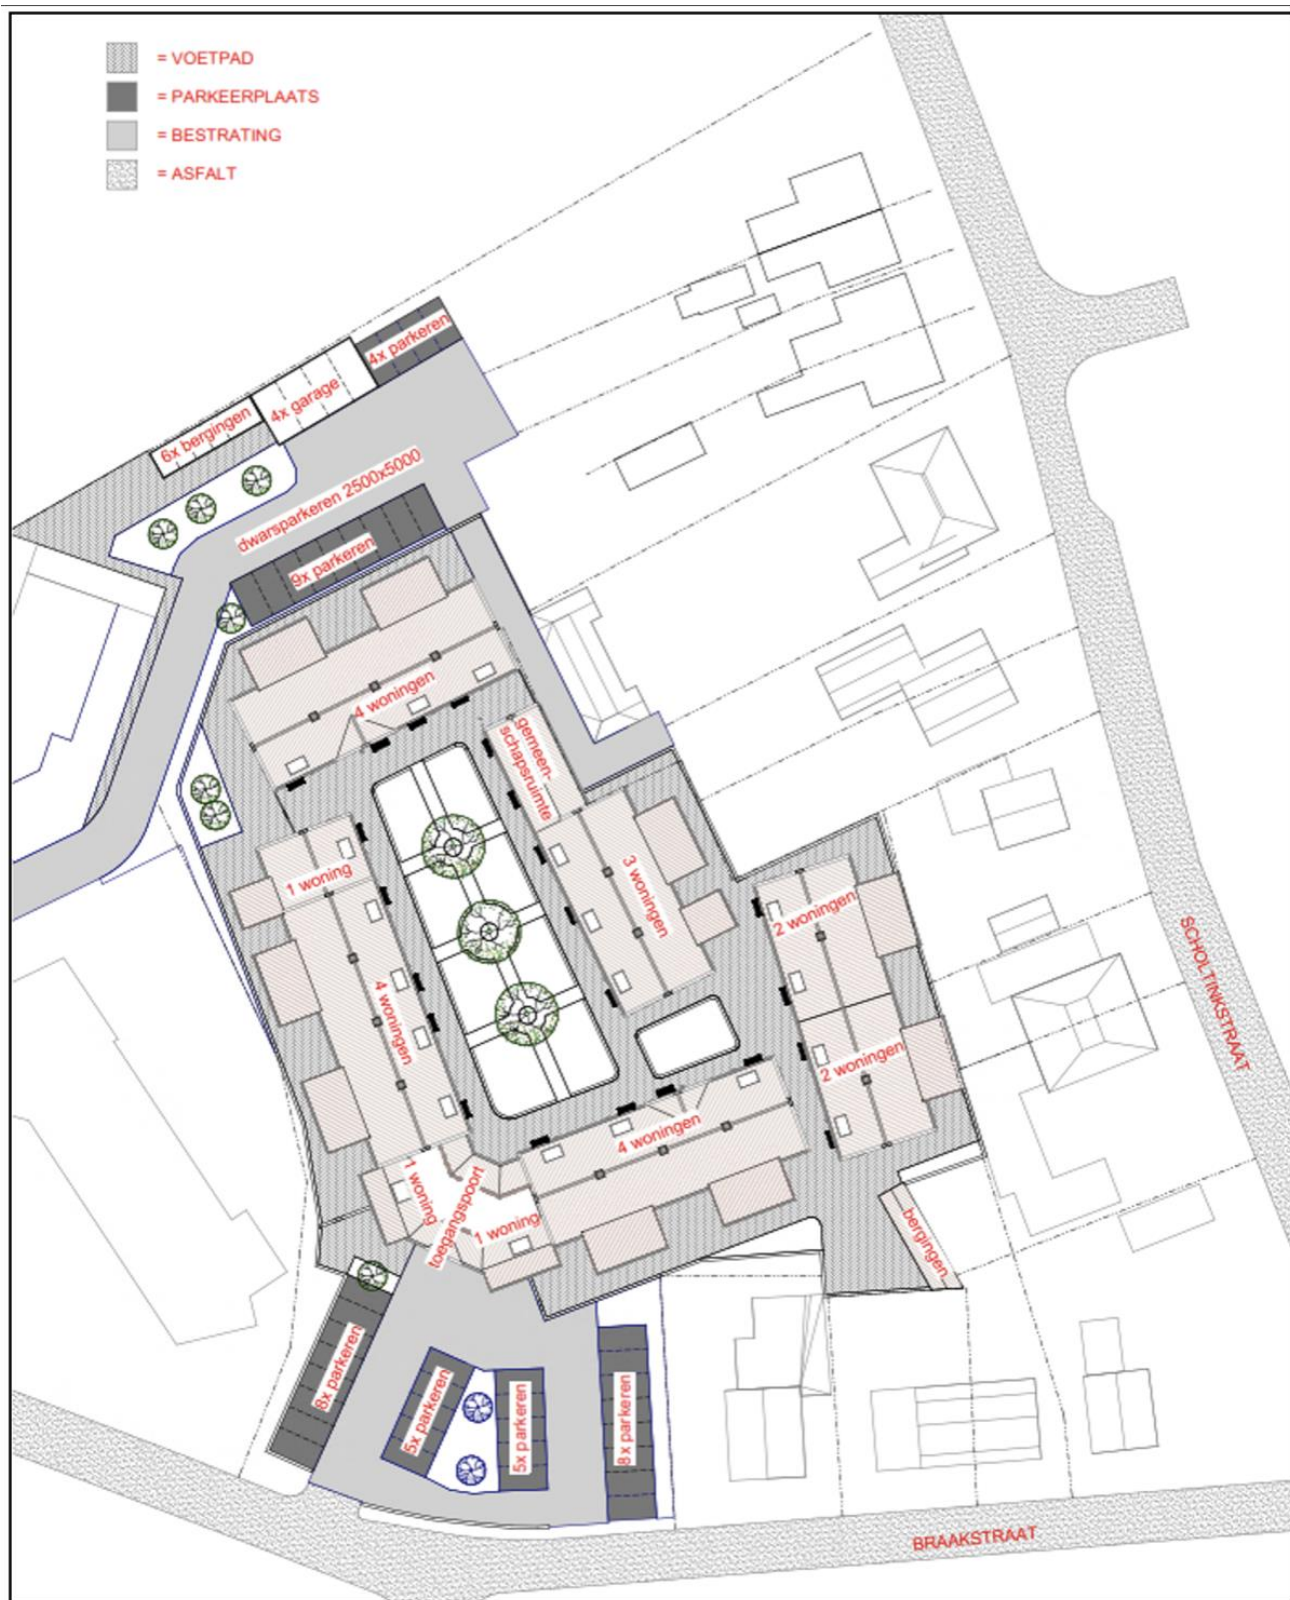 = VOETPAD
= PARKEERPLAATS
= BESTRATING
= ASFALT
4x parkeren
4x garage
6x bergingen
dwarsparkeren 2500x5000
9x parkeren
4 woningen
gemeen-
schapsruimte
1 woning
3 woningen
2 woningen
4 woningen
2 woningen
4 woningen
1 woning
toegangspoort
1 woning
bergingen
8x parkeren
5x parkeren
5x parkeren
8x parkeren
SCHOLTINKSTRAAT
BRAAKSTRAAT